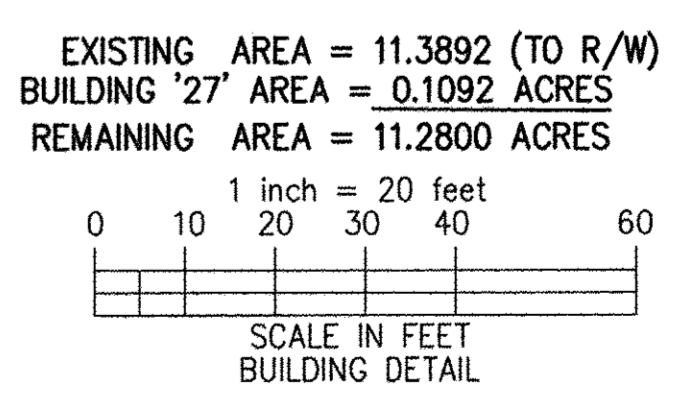 EXISTING AREA = 11.3892 (TO R/W)
BUILDING '27' AREA = 0.1092 ACRES
REMAINING AREA = 11.2800 ACRES
1 inch = 20 feet
0 10 20 30 40 60
SCALE IN FEET
BUILDING DETAIL